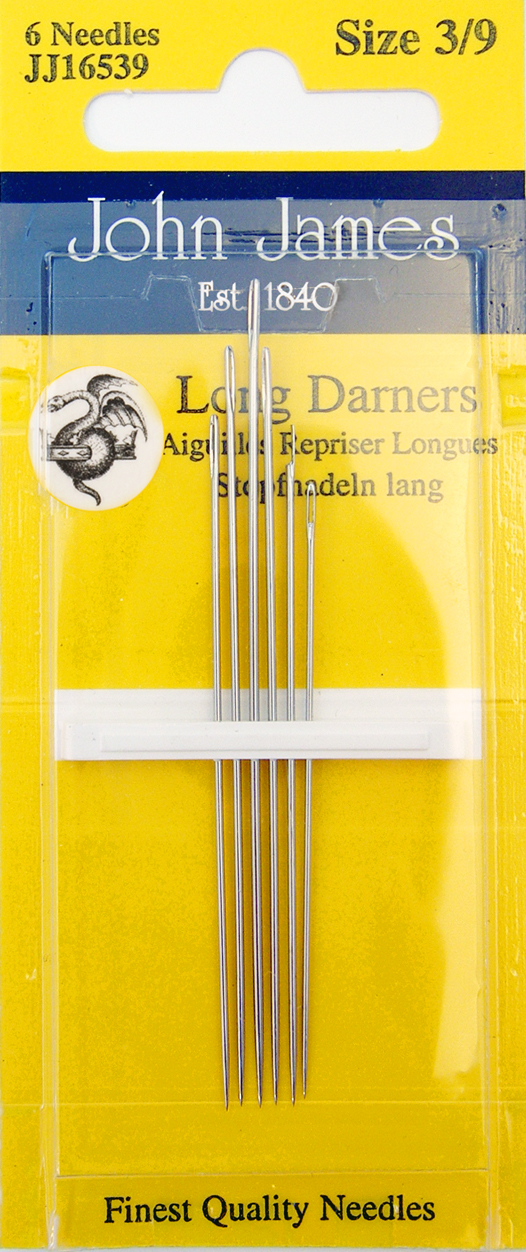 6 Needles
JJ16539
Size 3/9
John James
Est. 1840
Long Darners
Aiguilles Repriser Longues
Stopfnadeln lang
Finest Quality Needles